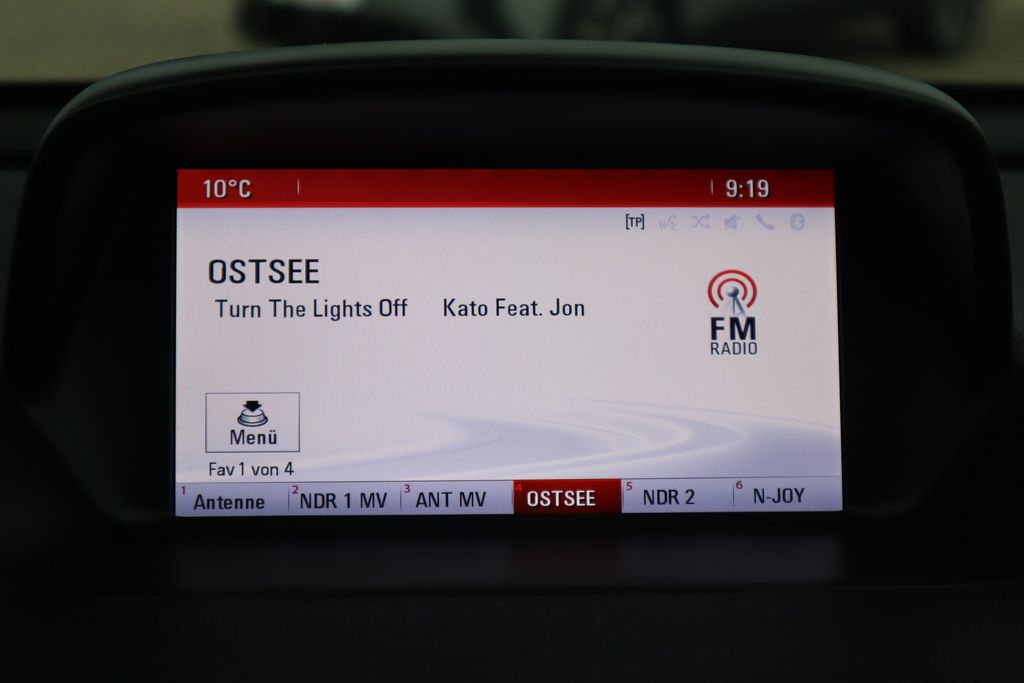 10°C 9:19
[TP]
OSTSEE
Turn The Lights Off Kato Feat. Jon
FM
RADIO
Menü
Fav 1 von 4
1 Antenne 2 NDR 1 MV 3 ANT MV 4 OSTSEE 5 NDR 2 6 N-JOY